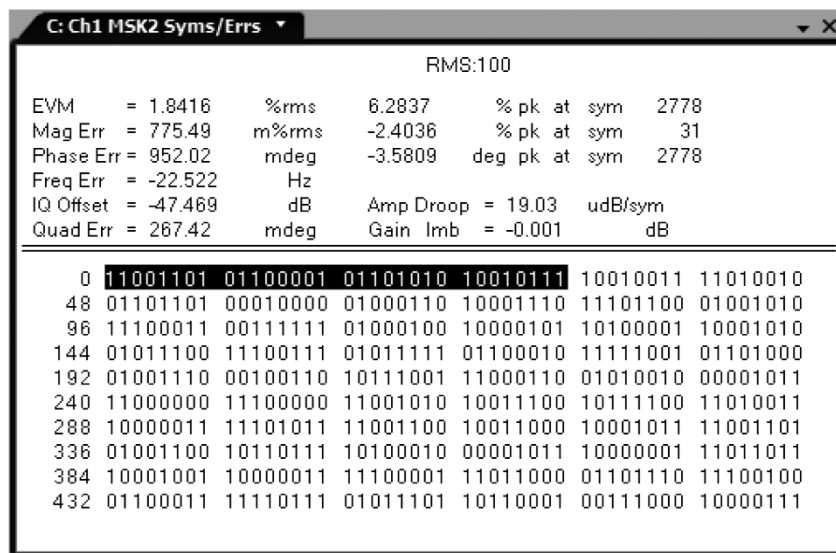 C: Ch1 MSK2 Syms/Errs
RMS:100
EVM = 1.8416 %rms 6.2837 % pk at sym 2778
Mag Err = 775.49 m%rms -2.4036 % pk at sym 31
Phase Err = 952.02 mdeg -3.5809 deg pk at sym 2778
Freq Err = -22.522 Hz
IQ Offset = -47.469 dB Amp Droop = 19.03 udB/sym
Quad Err = 267.42 mdeg Gain Imb = -0.001 dB
0 11001101 01100001 01101010 10010111 10010011 11010010
48 01101101 00010000 01000110 10001110 11101100 01001010
96 11100011 00111111 01000100 10000101 10100001 10001010
144 01011100 11100111 01011111 01100010 11111001 01101000
192 01001110 00100110 10111001 11000110 01010010 00001011
240 11000000 11100000 11001010 10011100 10111100 11010011
288 10000011 11101011 11001100 10011000 10001011 11001101
336 01001100 10110111 10100010 00001011 10000001 11011011
384 10001001 10000011 11100001 11011000 01101110 11100100
432 01100011 11110111 01011101 10110001 00111000 10000111